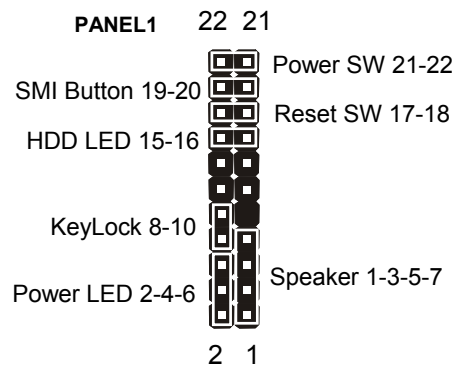 PANEL1
22 21
Power SW 21-22
SMI Button 19-20
Reset SW 17-18
HDD LED 15-16
KeyLock 8-10
Speaker 1-3-5-7
Power LED 2-4-6
2 1